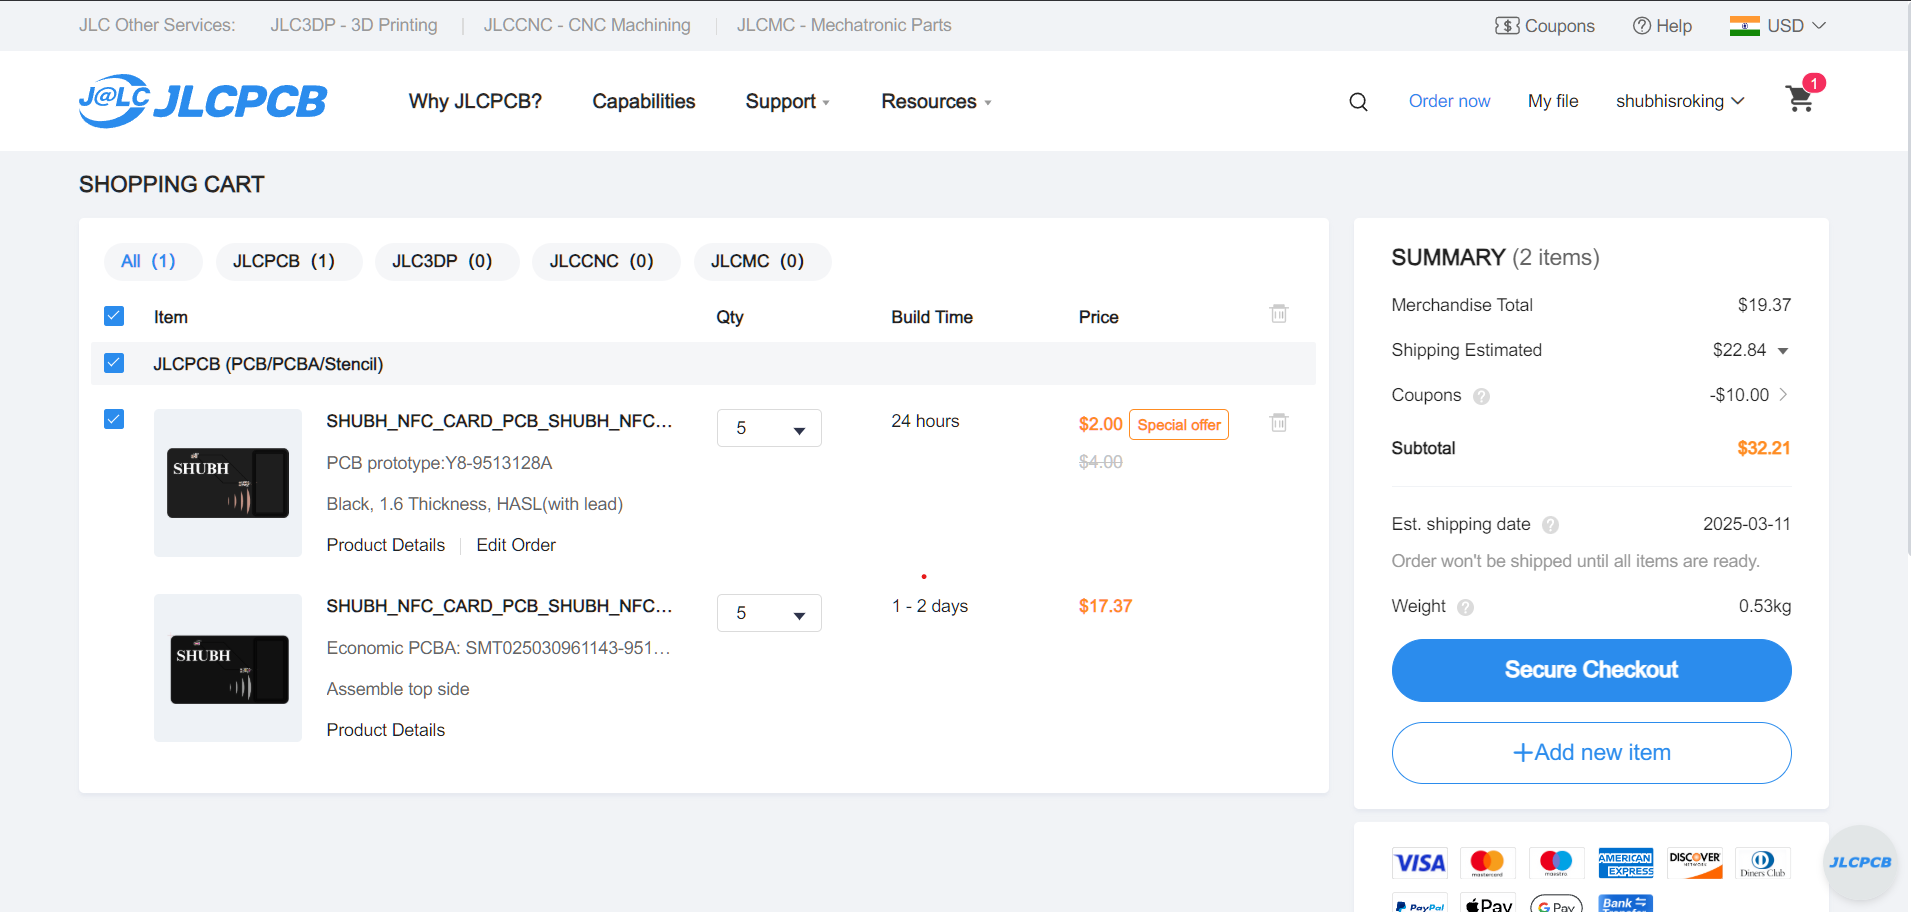 JLC Other Services: JLC3DP - 3D Printing JLCCNC - CNC Machining JLCMC - Mechatronic Parts Coupons Help USD
J@LC JLCPCB Why JLCPCB? Capabilities Support Resources Order now My file shubhisroking 1
SHOPPING CART
All (1) JLCPCB (1) JLC3DP (0) JLCCNC (0) JLCMC (0)
Item Qty Build Time Price
JLCPCB (PCB/PCBA/Stencil)
SHUBH_NFC_CARD_PCB_SHUBH_NFC... 5 24 hours $2.00 Special offer
$4.00
SHUBH
PCB prototype:Y8-9513128A
Black, 1.6 Thickness, HASL(with lead)
Product Details Edit Order
SHUBH_NFC_CARD_PCB_SHUBH_NFC... 5 1 - 2 days $17.37
SHUBH
Economic PCBA: SMT025030961143-951...
Assemble top side
Product Details
SUMMARY (2 items)
Merchandise Total $19.37
Shipping Estimated $22.84
Coupons ? -$10.00
Subtotal $32.21
Est. shipping date ? 2025-03-11
Order won't be shipped until all items are ready.
Weight ? 0.53kg
Secure Checkout
+Add new item
VISA mastercard maestro AMERICAN EXPRESS DISCOVER NETWORK Diners Club
PayPal Pay G Pay Bank
JLCPCB